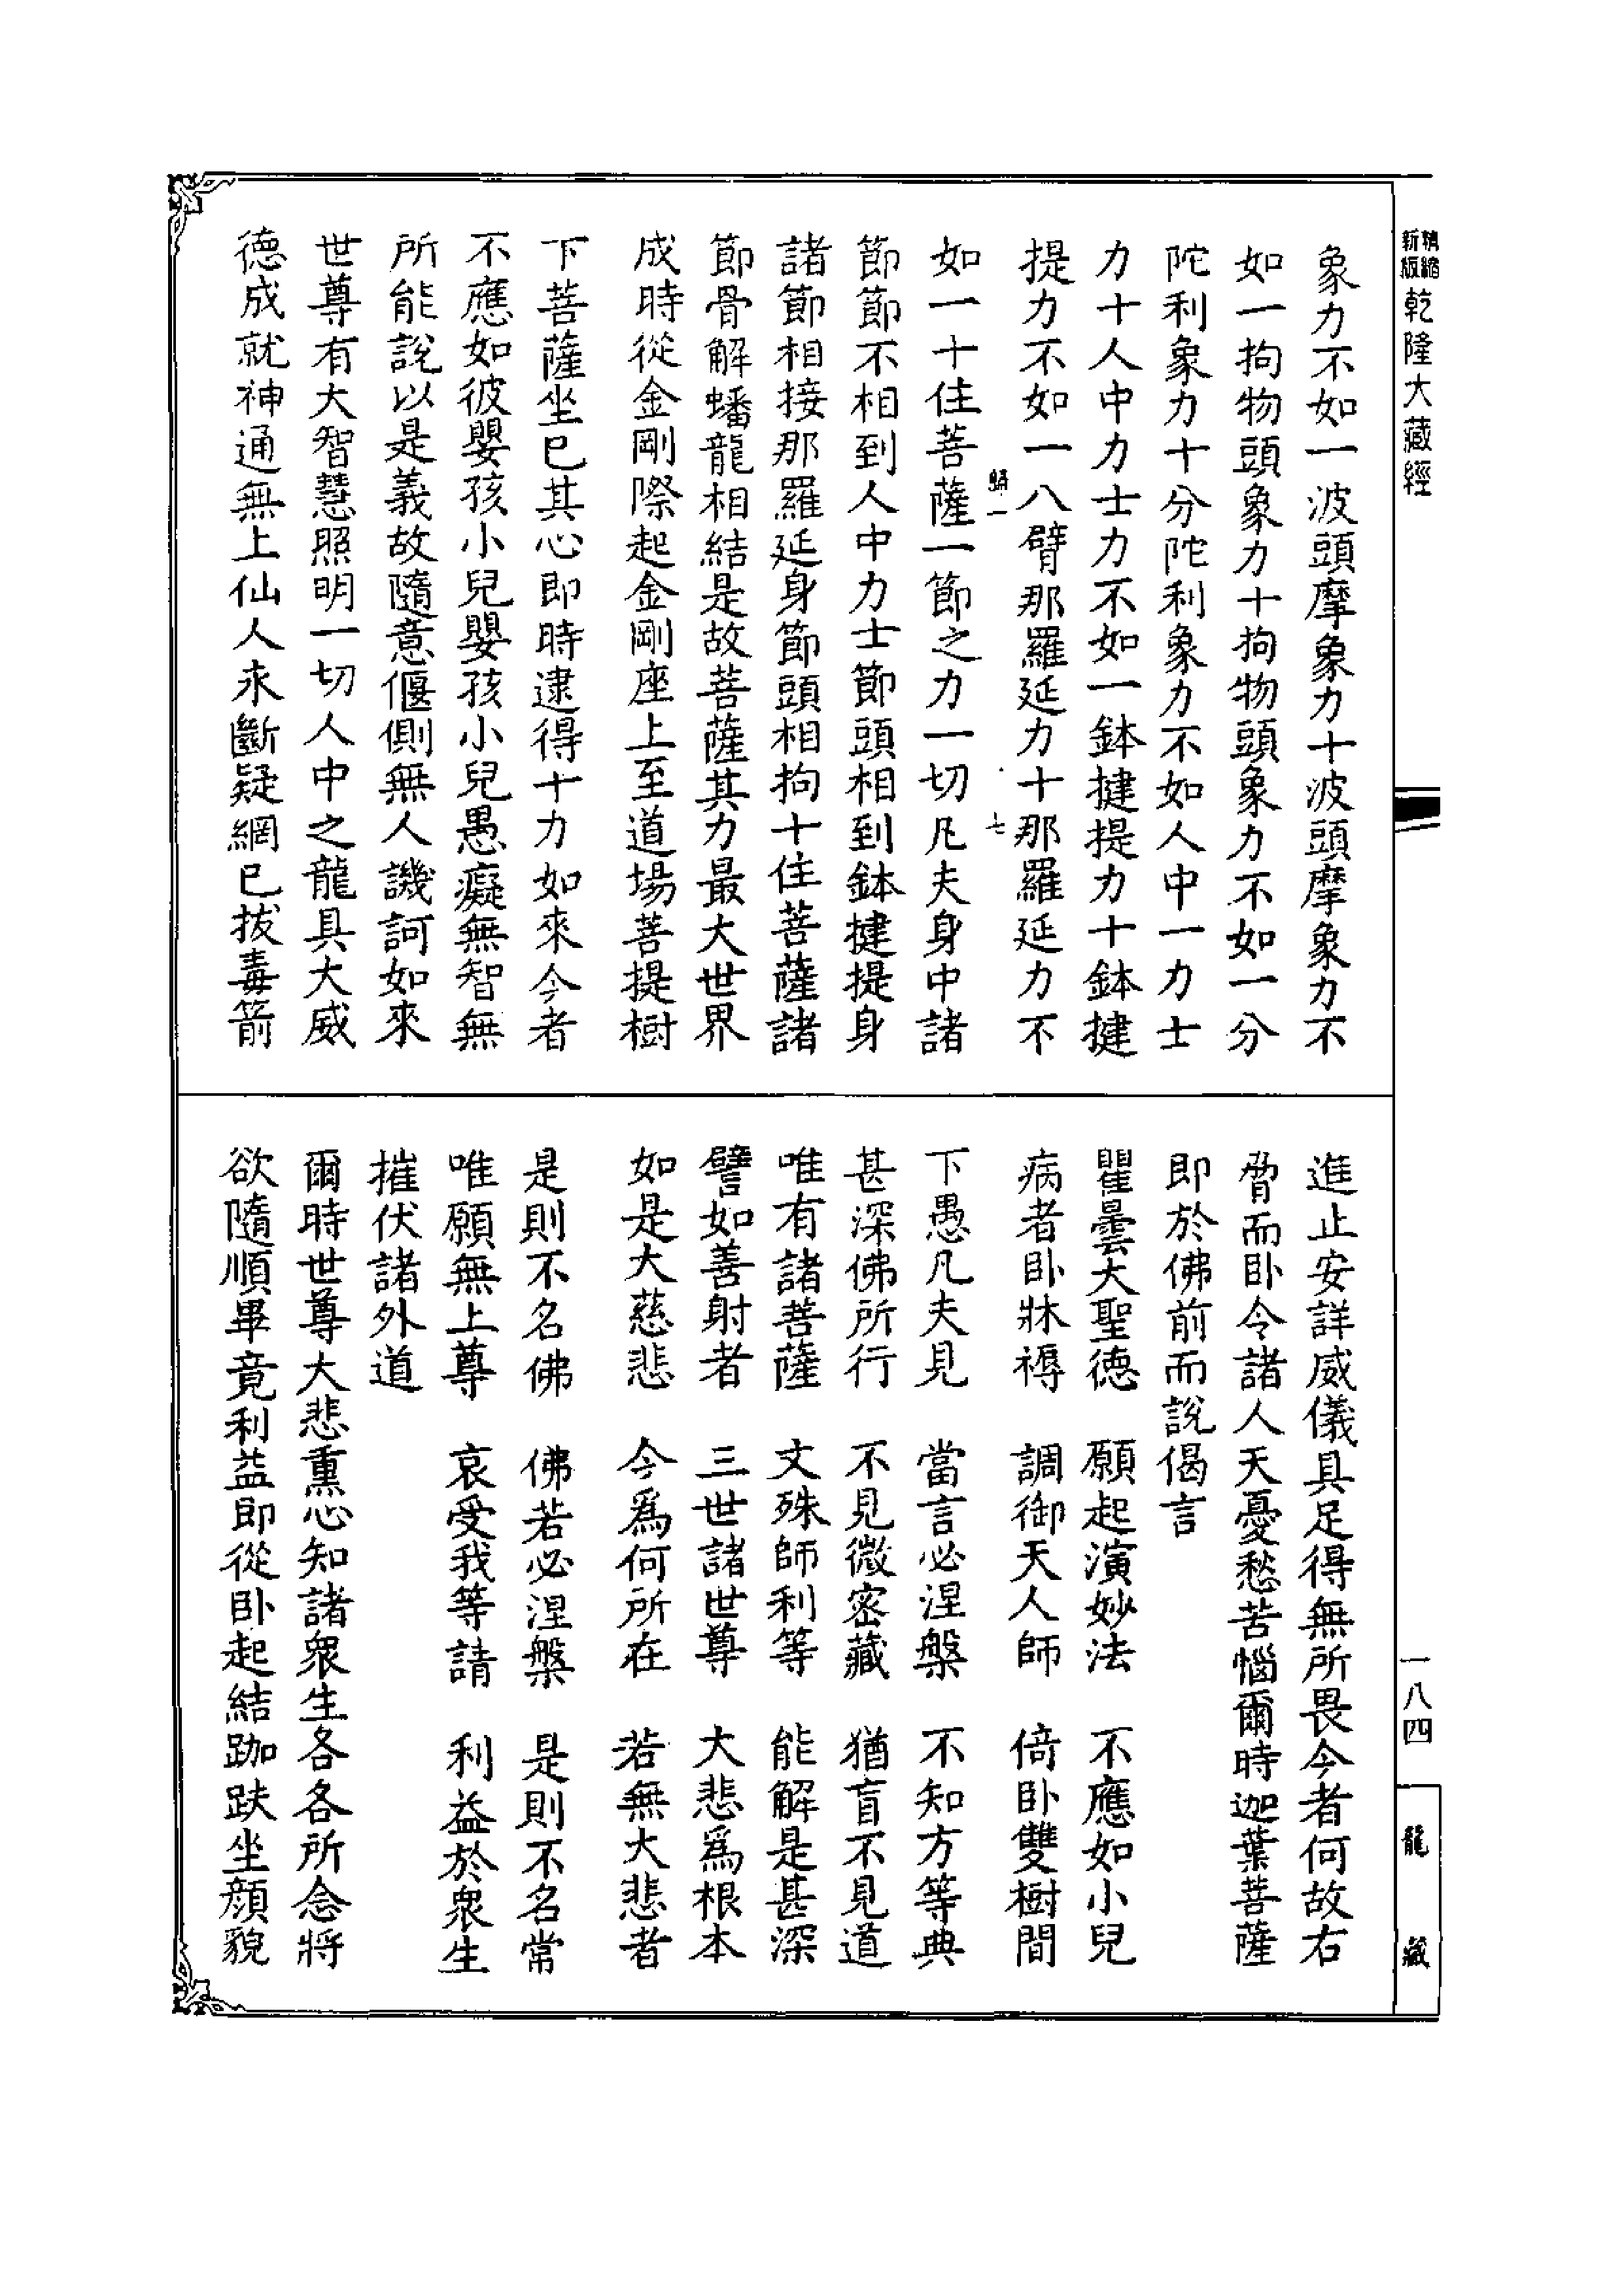 精縮新版 乾隆大藏經
象力不如一波頭摩象力十波頭摩象力不
如一拘物頭象力十拘物頭象力不如一分
陀利象力十分陀利象力不如人中一力士
力十人中力士力不如一鉢揵提力十鉢揵
提力不如一八臂那羅延力十那羅延力不
歸一 七
如一十住菩薩一節之力一切凡夫身中諸
節節不相到人中力士節頭相到鉢揵提身
諸節相接那羅延身節頭相拘十住菩薩諸
節骨解蟠龍相結是故菩薩其力最大世界
成時從金剛際起金剛座上至道場菩提樹
下菩薩坐已其心即時逮得十力如來今者
不應如彼嬰孩小兒嬰孩小兒愚癡無智無
所能說以是義故隨意偃側無人譏訶如來
世尊有大智慧照明一切人中之龍具大威
德成就神通無上仙人永斷疑網已拔毒箭
進止安詳威儀具足得無所畏今者何故右
脅而臥令諸人天憂愁苦惱爾時迦葉菩薩
即於佛前而說偈言
瞿曇大聖德 願起演妙法 不應如小兒
病者臥牀褥 調御天人師 倚臥雙樹間
下愚凡夫見 當言必涅槃 不知方等典
甚深佛所行 不見微密藏 猶盲不見道
唯有諸菩薩 文殊師利等 能解是甚深
譬如善射者 三世諸世尊 大悲爲根本
如是大慈悲 今爲何所在 若無大悲者
是則不名佛 佛若必涅槃 是則不名常
唯願無上尊 哀受我等請 利益於衆生
摧伏諸外道
爾時世尊大悲熏心知諸衆生各各所念將
欲隨順畢竟利益即從臥起結跏趺坐顏貌
一八四
龍藏